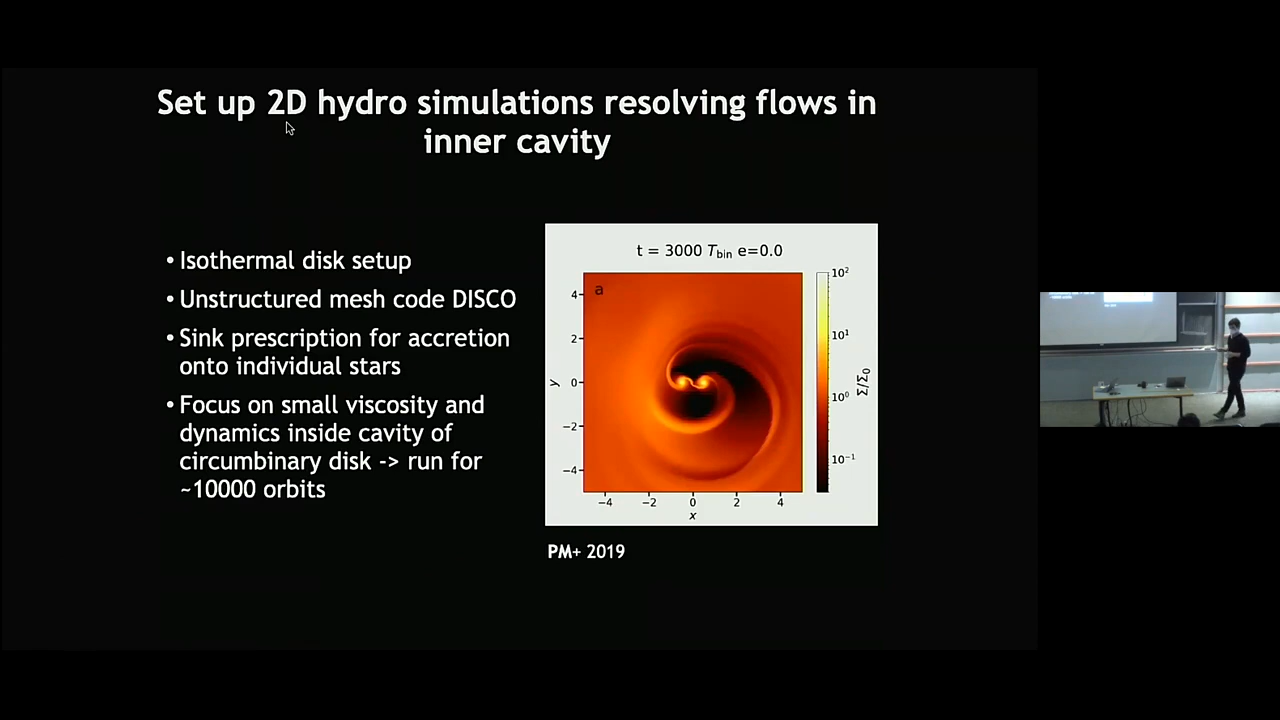 Set up 2D hydro simulations resolving flows in
inner cavity
• Isothermal disk setup
• Unstructured mesh code DISCO
• Sink prescription for accretion
onto individual stars
• Focus on small viscosity and
dynamics inside cavity of
circumbinary disk -> run for
~10000 orbits
t = 3000 T_bin e=0.0
a
y
4
2
0
−2
−4
−4 −2 0 2 4
x
10²
10¹
10⁰
10⁻¹
Σ/Σ₀
PM+ 2019